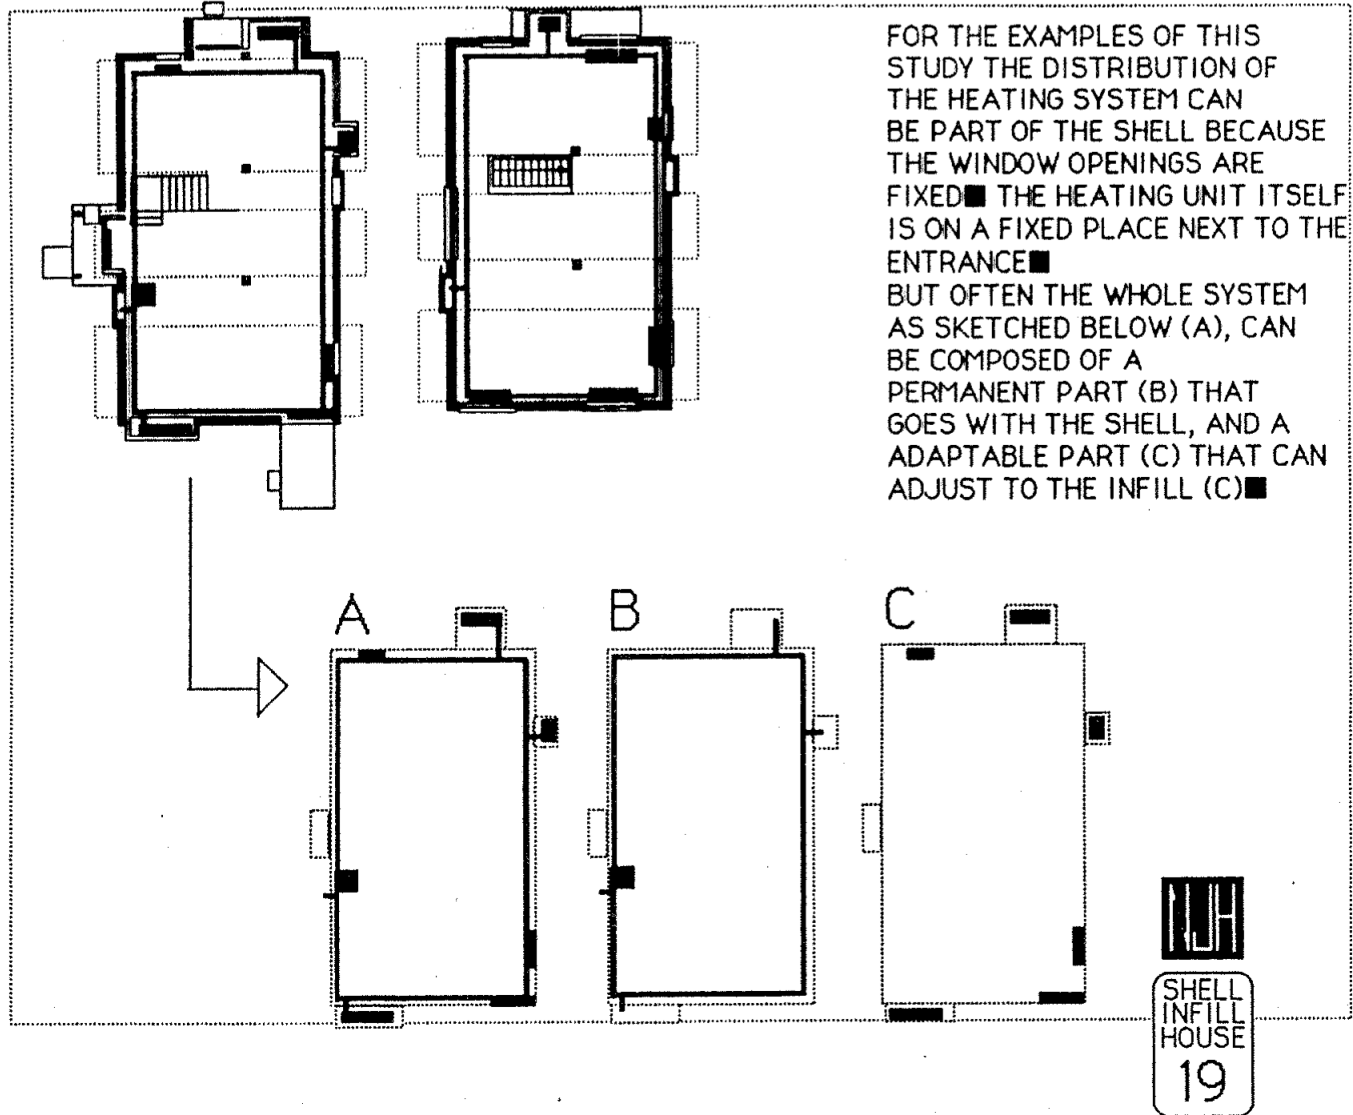 FOR THE EXAMPLES OF THIS
STUDY THE DISTRIBUTION OF
THE HEATING SYSTEM CAN
BE PART OF THE SHELL BECAUSE
THE WINDOW OPENINGS ARE
FIXED■ THE HEATING UNIT ITSELF
IS ON A FIXED PLACE NEXT TO THE
ENTRANCE■
BUT OFTEN THE WHOLE SYSTEM
AS SKETCHED BELOW (A), CAN
BE COMPOSED OF A
PERMANENT PART (B) THAT
GOES WITH THE SHELL, AND A
ADAPTABLE PART (C) THAT CAN
ADJUST TO THE INFILL (C)■
A B C
SHELL
INFILL
HOUSE
19